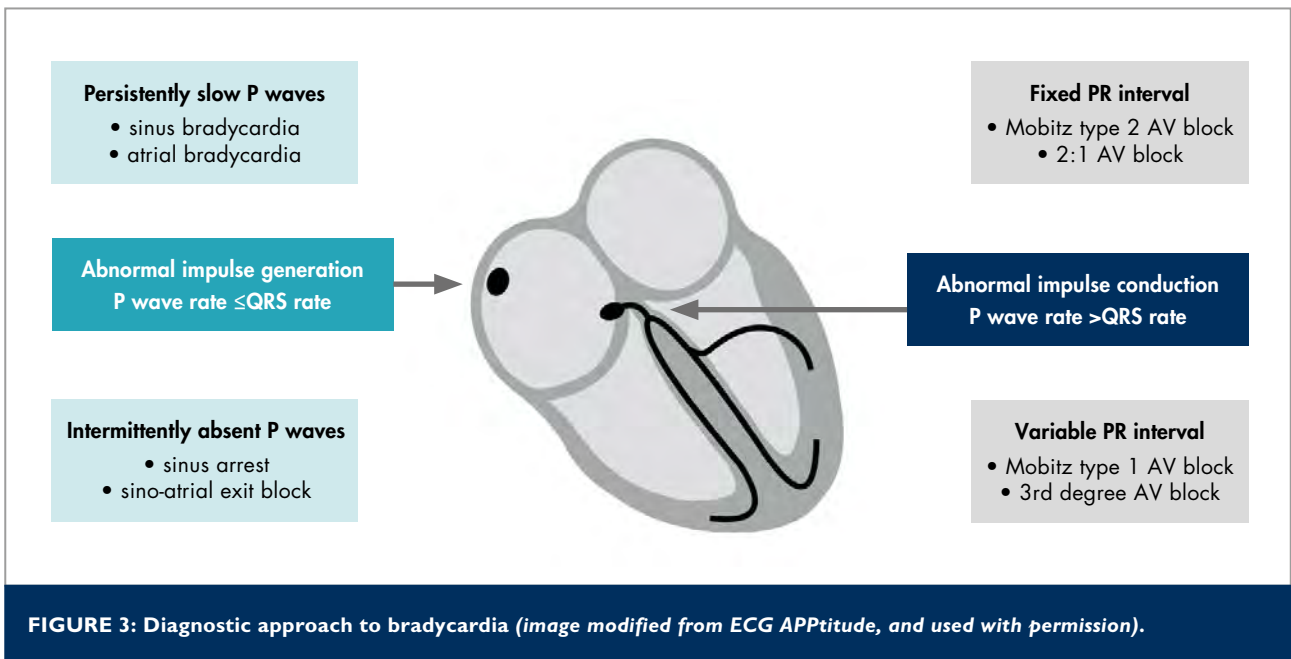 Persistently slow P waves
• sinus bradycardia
• atrial bradycardia
Abnormal impulse generation
P wave rate ≤QRS rate
Intermittently absent P waves
• sinus arrest
• sino-atrial exit block
Fixed PR interval
• Mobitz type 2 AV block
• 2:1 AV block
Abnormal impulse conduction
P wave rate >QRS rate
Variable PR interval
• Mobitz type 1 AV block
• 3rd degree AV block
FIGURE 3: Diagnostic approach to bradycardia (image modified from ECG APPtitude, and used with permission).